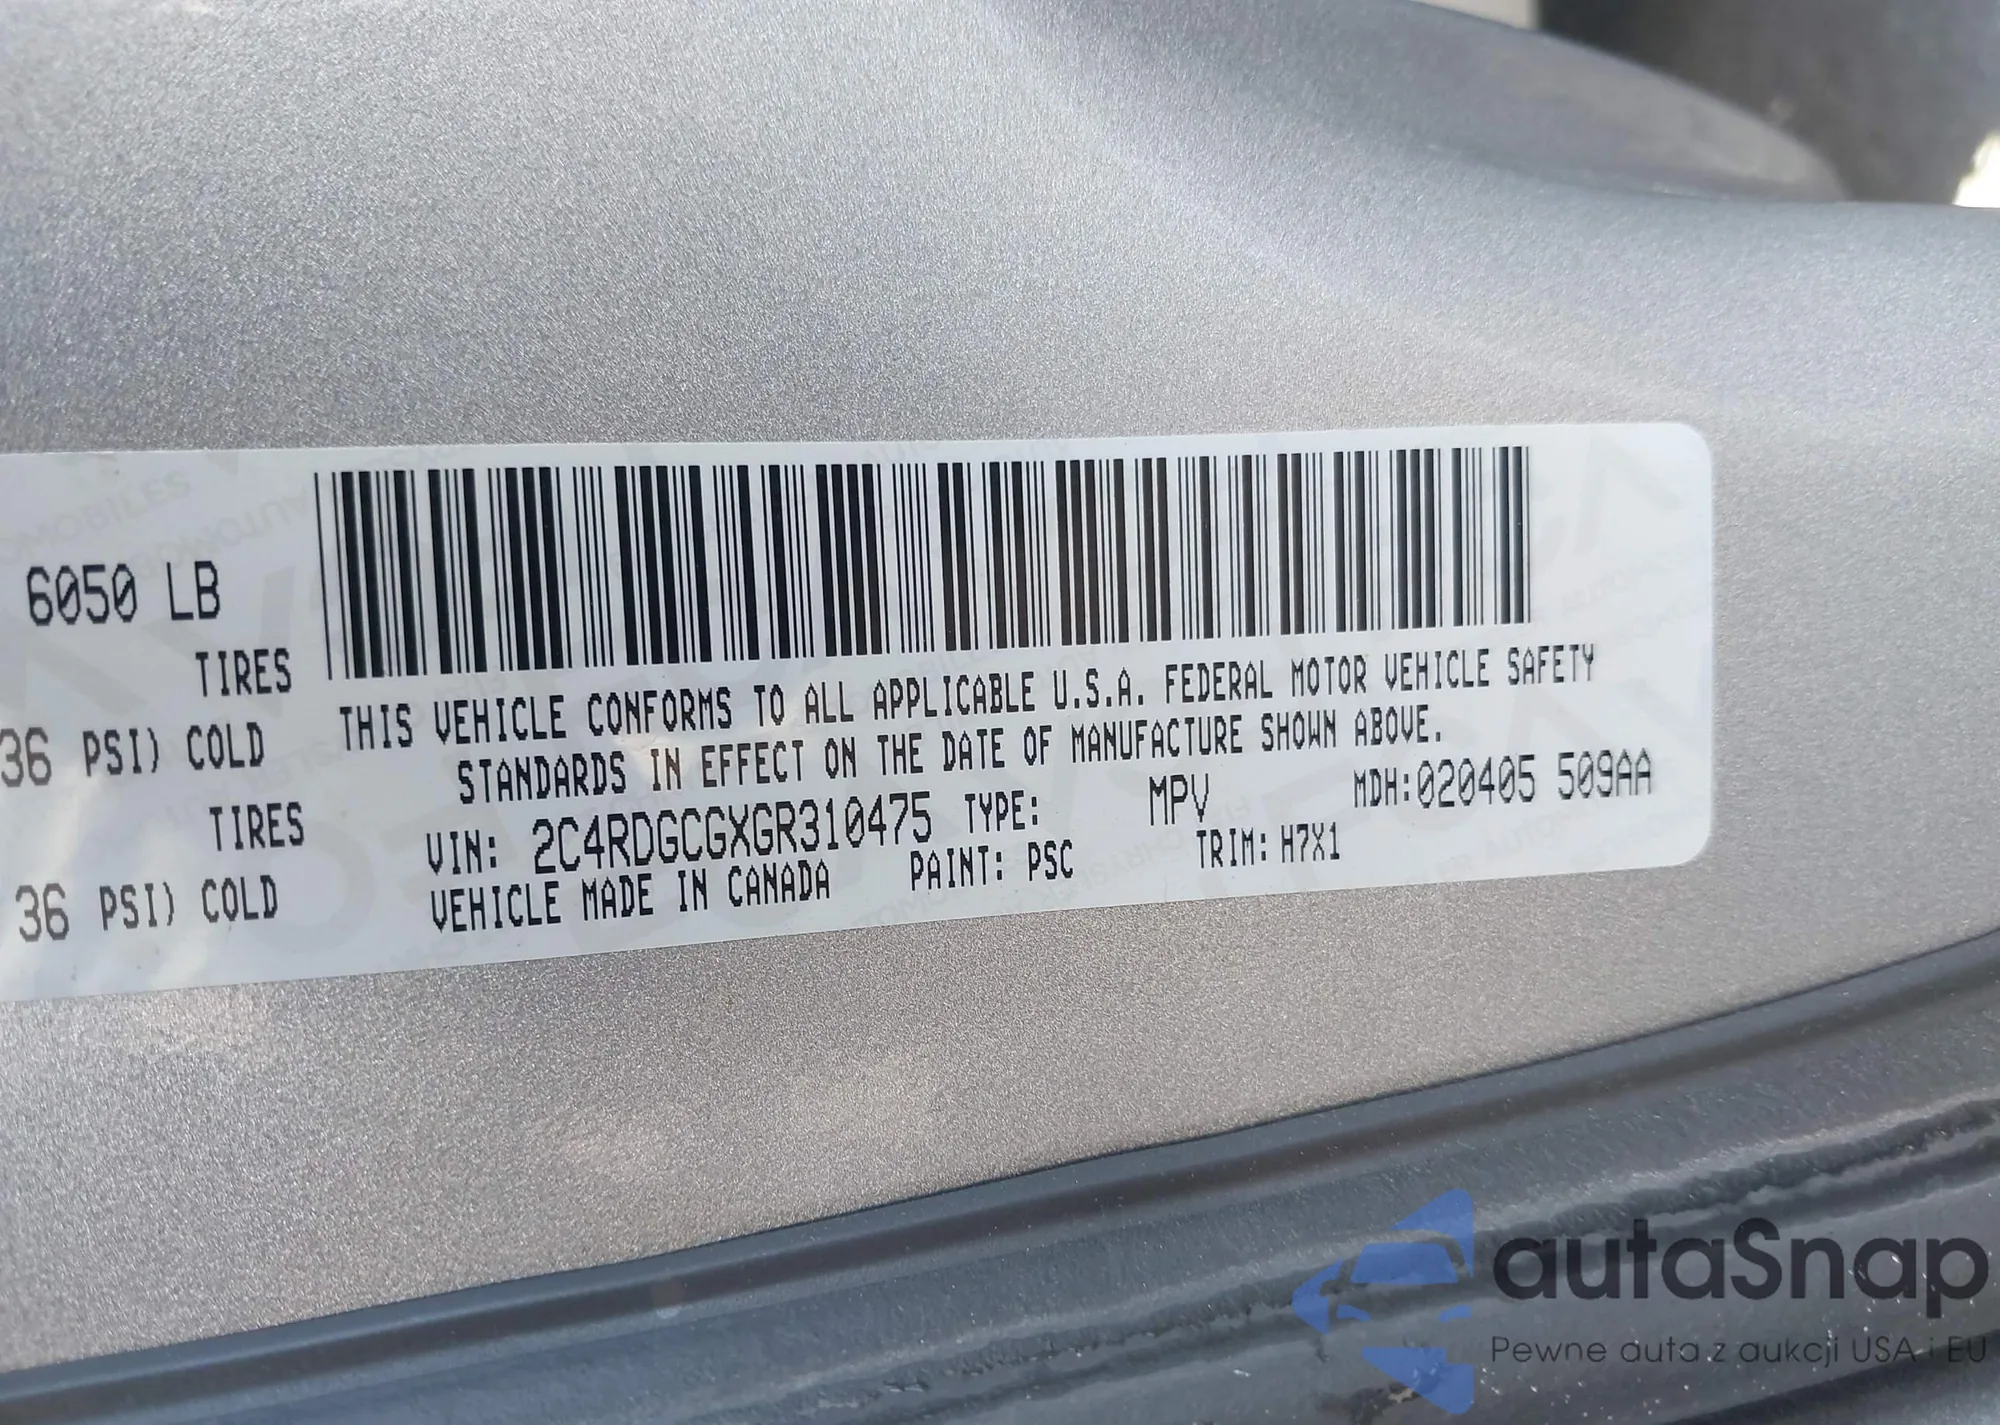 6050 LB
TIRES
36 PSI) COLD
TIRES
36 PSI) COLD
THIS VEHICLE CONFORMS TO ALL APPLICABLE U.S.A. FEDERAL MOTOR VEHICLE SAFETY
STANDARDS IN EFFECT ON THE DATE OF MANUFACTURE SHOWN ABOVE.
VIN: 2C4RDGCGXGR310475 TYPE: MPV MDH:020405 509AA
VEHICLE MADE IN CANADA PAINT: PSC TRIM: H7X1
autaSnap
Pewne auta z aukcji USA i EU